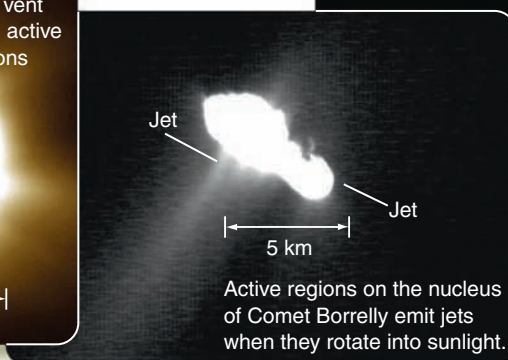 vent
active
ons
Jet
Jet
5 km
Active regions on the nucleus
of Comet Borrelly emit jets
when they rotate into sunlight.